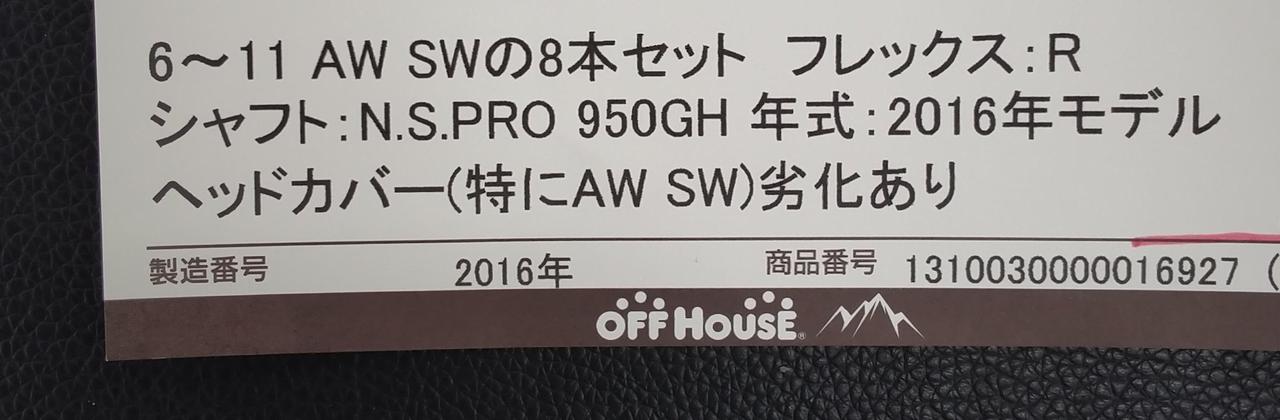 6～11 AW SWの8本セット フレックス：R
シャフト：N.S.PRO 950GH 年式：2016年モデル
ヘッドカバー(特にAW SW)劣化あり
製造番号 2016年 商品番号 1310030000016927 (
OFF HOUSE®